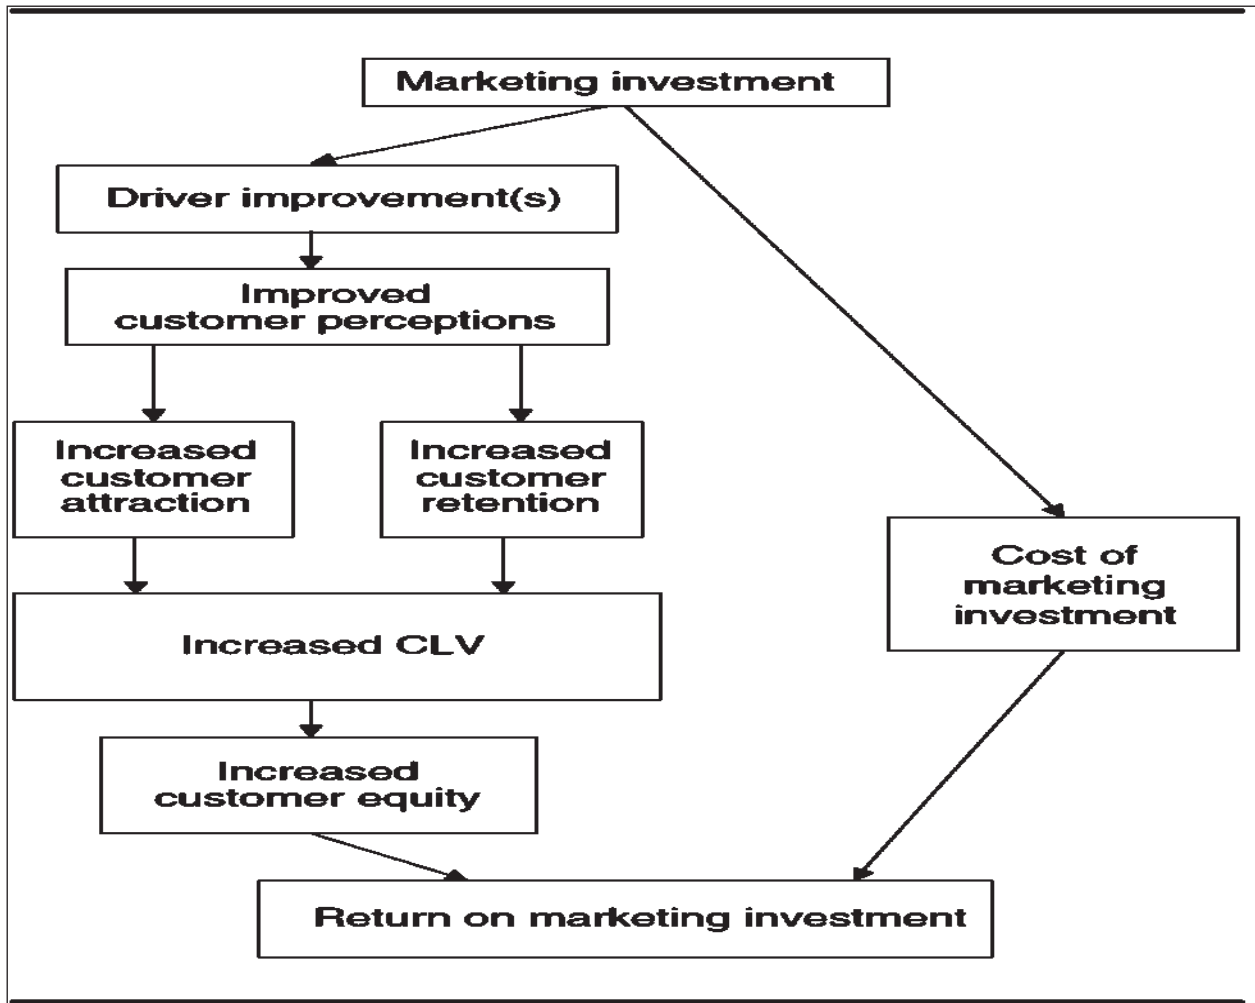 Marketing investment
Driver improvement(s)
Improved
customer perceptions
Increased
customer
attraction
Increased
customer
retention
Cost of
marketing
investment
Increased CLV
Increased
customer equity
Return on marketing investment